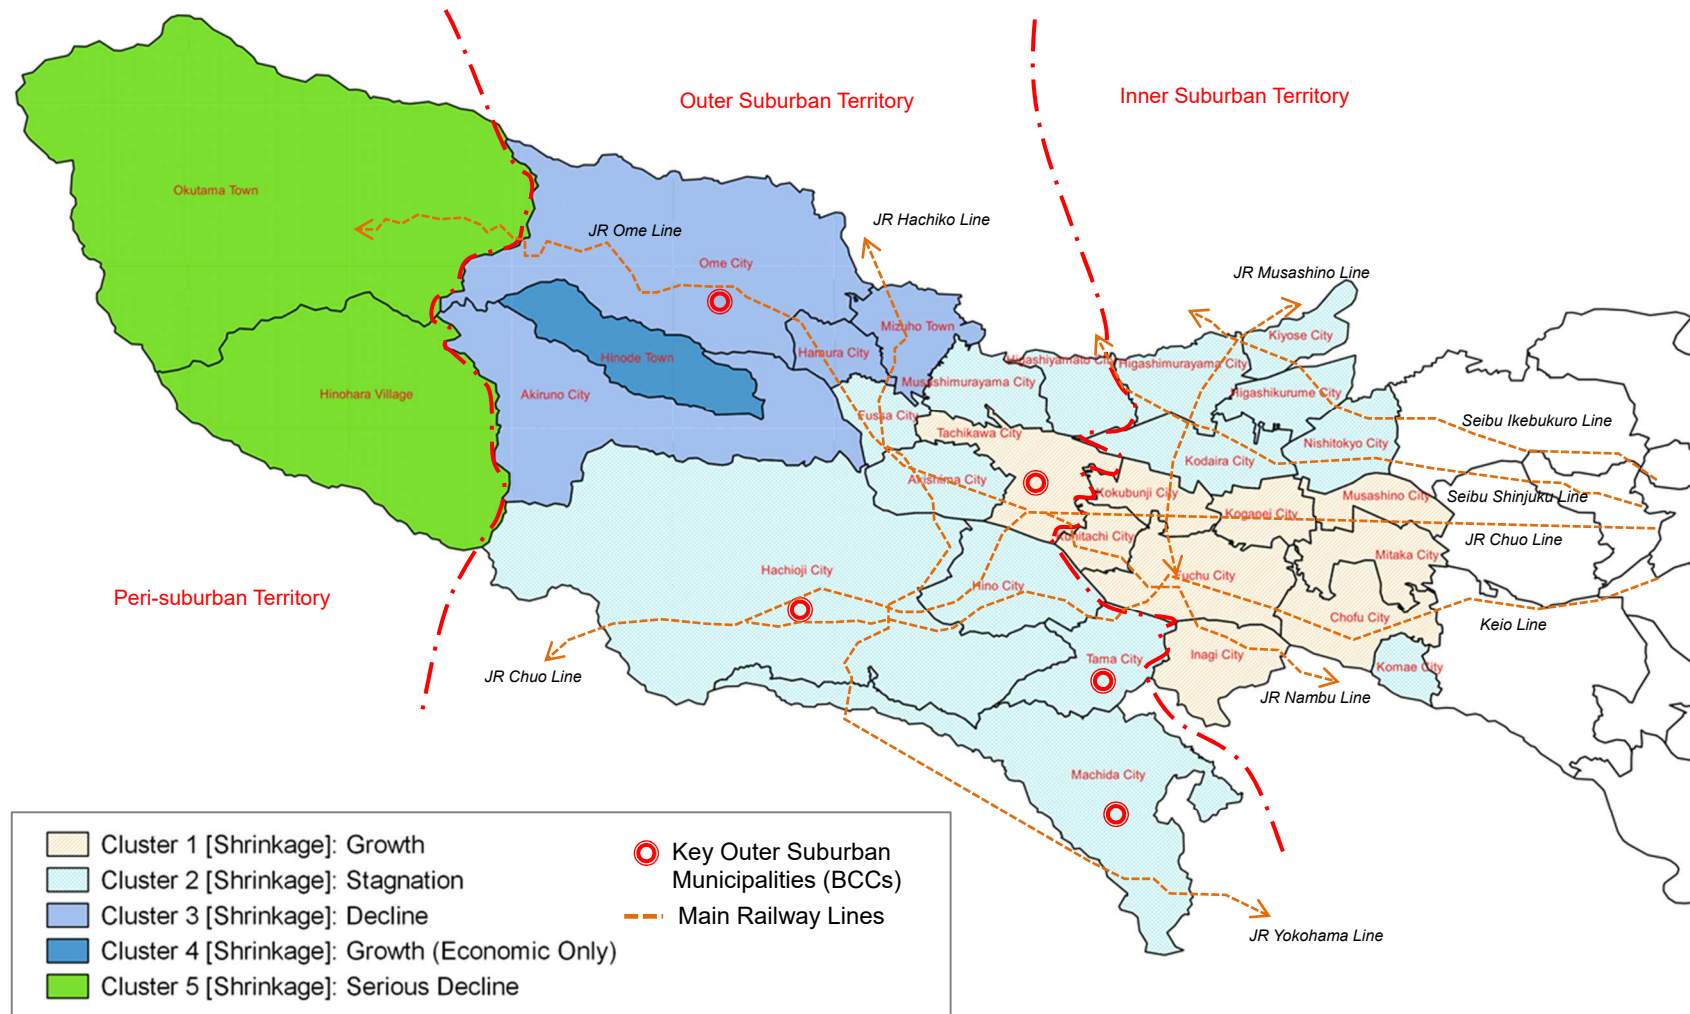 Outer Suburban Territory
Inner Suburban Territory
Okutama Town
JR Ome Line
JR Hachiko Line
Ome City
JR Musashino Line
Mizuho Town
Kiyose City
Hamura City
Hinode Town
Higashiyamato City
Higashimurayama City
Hinohara Village
Akiruno City
Musashimurayama City
Higashikurume City
Fussa City
Seibu Ikebukuro Line
Tachikawa City
Nishitokyo City
Kodaira City
Akishima City
Kokubunji City
Musashino City
Seibu Shinjuku Line
Koganei City
Kunitachi City
JR Chuo Line
Mitaka City
Hachioji City
Hino City
Fuchu City
Peri-suburban Territory
Chofu City
Keio Line
Tama City
Inagi City
Komae City
JR Chuo Line
JR Nambu Line
Machida City
JR Yokohama Line
Cluster 1 [Shrinkage]: Growth
Cluster 2 [Shrinkage]: Stagnation
Cluster 3 [Shrinkage]: Decline
Cluster 4 [Shrinkage]: Growth (Economic Only)
Cluster 5 [Shrinkage]: Serious Decline
Key Outer Suburban
Municipalities (BCCs)
Main Railway Lines